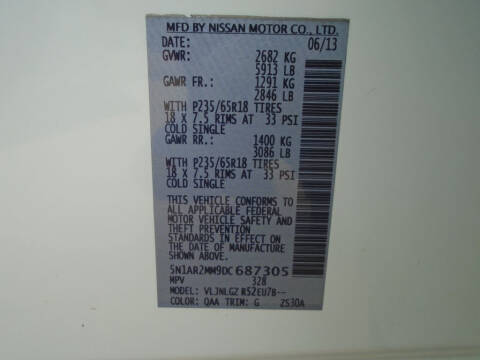 MFD BY NISSAN MOTOR CO., LTD.
DATE: 06/13
GVWR: 2682 KG
5913 LB
GAWR FR.: 1291 KG
2846 LB
WITH P235/65R18 TIRES
18 X 7.5 RIMS AT 33 PSI
COLD SINGLE
GAWR RR.: 1400 KG
3086 LB
WITH P235/65R18 TIRES
18 X 7.5 RIMS AT 33 PSI
COLD SINGLE
THIS VEHICLE CONFORMS TO
ALL APPLICABLE FEDERAL
MOTOR VEHICLE SAFETY AND
THEFT PREVENTION
STANDARDS IN EFFECT ON
THE DATE OF MANUFACTURE
SHOWN ABOVE.
5N1AR2MM9DC687305
MPV 328
MODEL: VLJNLGZ R52EU7B--
COLOR: QAA TRIM: G 2S30A